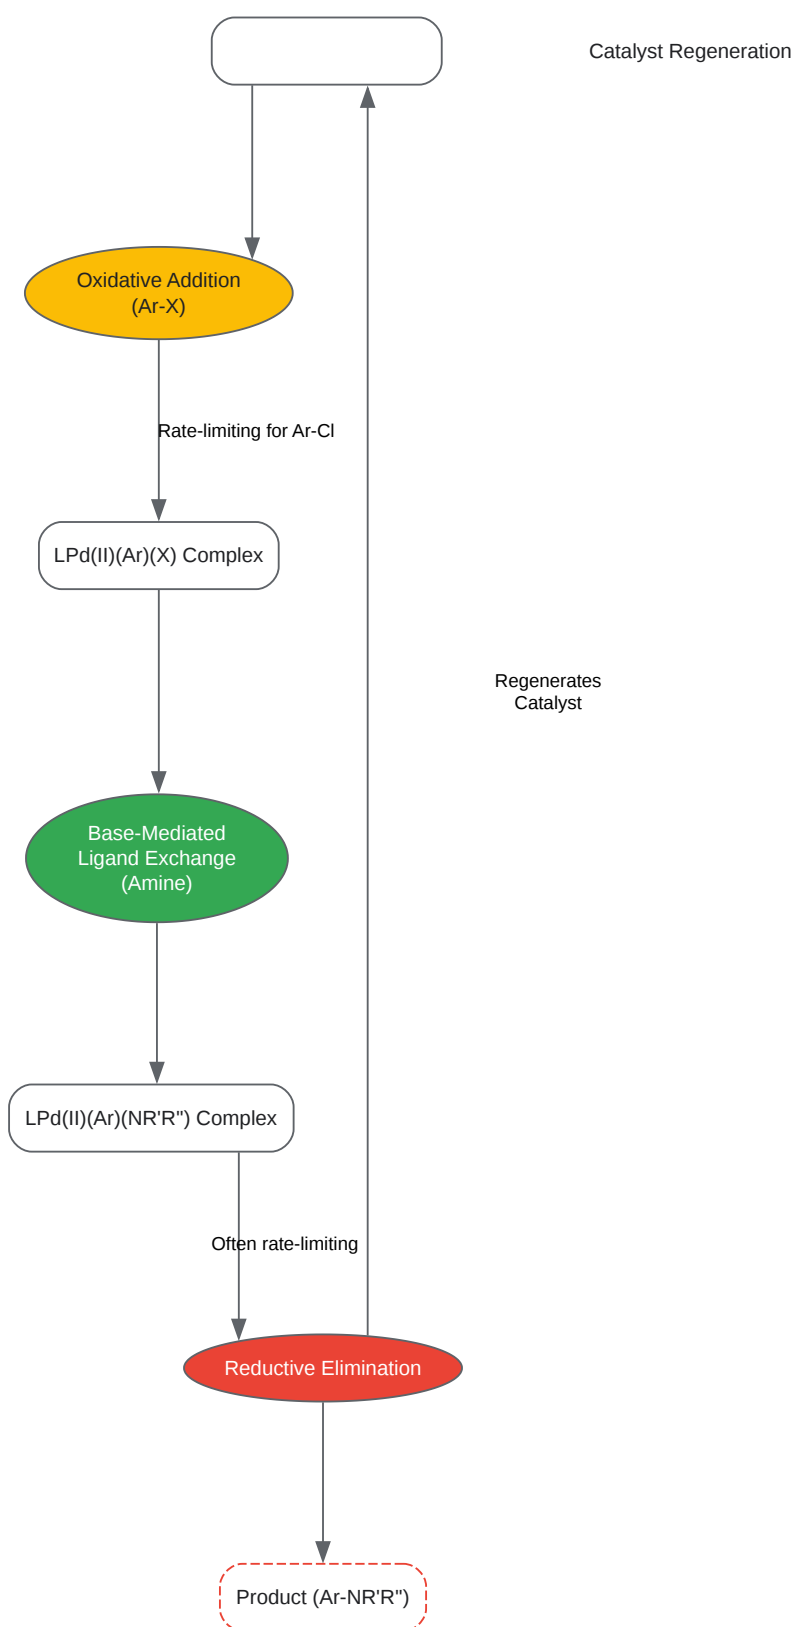 Catalyst Regeneration
Oxidative Addition
(Ar-X)
Rate-limiting for Ar-Cl
LPd(II)(Ar)(X) Complex
Regenerates
Catalyst
Base-Mediated
Ligand Exchange
(Amine)
LPd(II)(Ar)(NR'R'') Complex
Often rate-limiting
Reductive Elimination
Product (Ar-NR'R'')